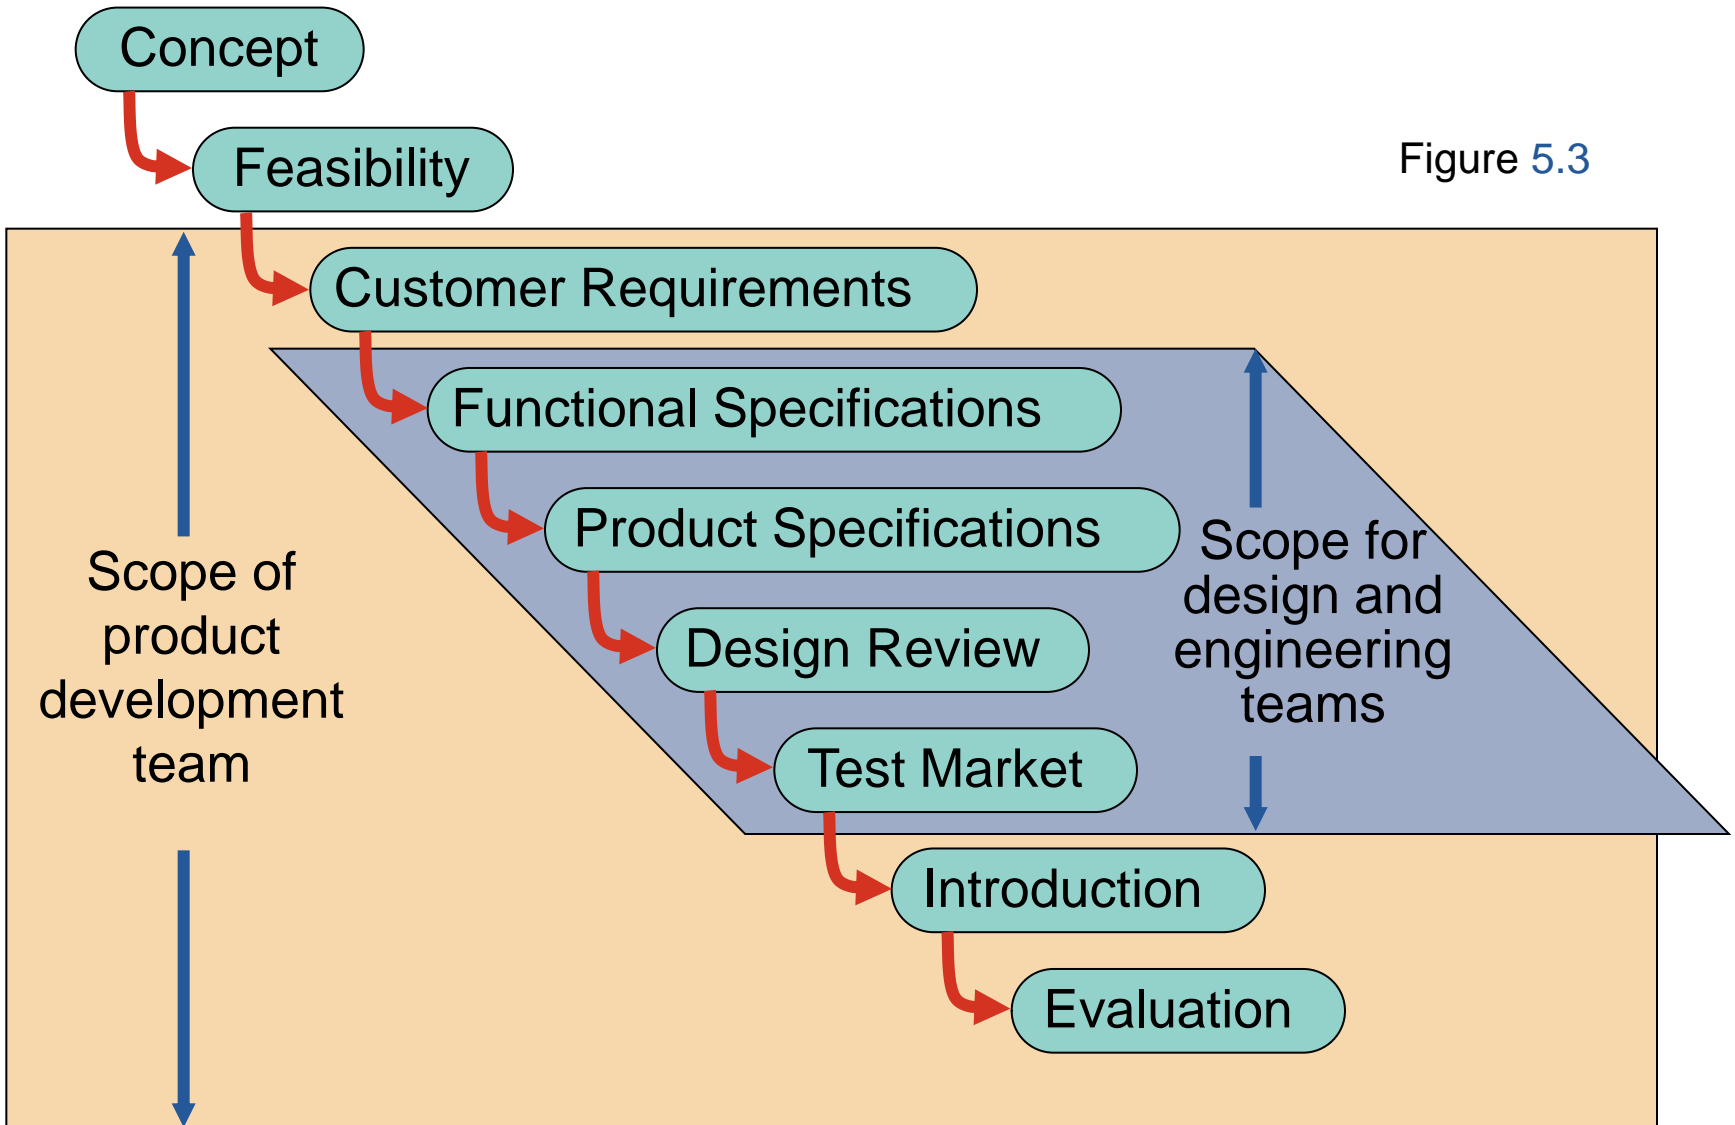 Concept
Feasibility
Figure 5.3
Customer Requirements
Functional Specifications
Product Specifications
Design Review
Test Market
Introduction
Evaluation
Scope of
product
development
team
Scope for
design and
engineering
teams